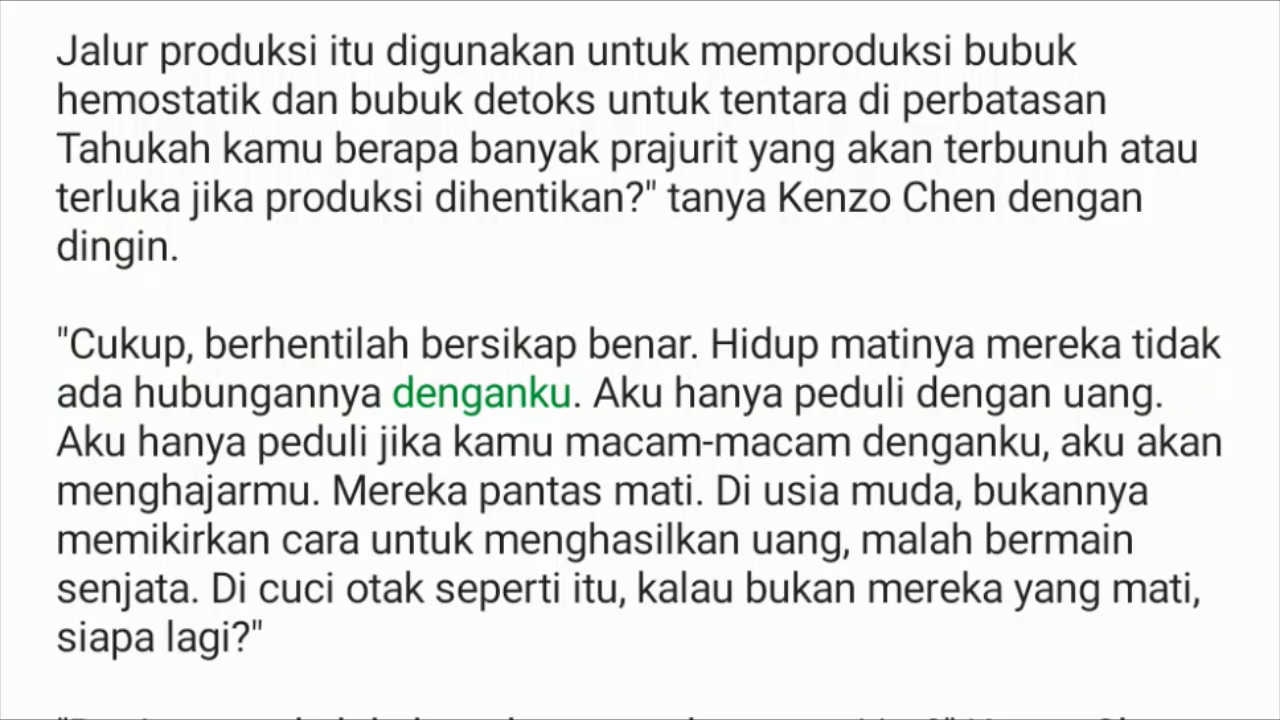 Jalur produksi itu digunakan untuk memproduksi bubuk
hemostatik dan bubuk detoks untuk tentara di perbatasan
Tahukah kamu berapa banyak prajurit yang akan terbunuh atau
terluka jika produksi dihentikan?" tanya Kenzo Chen dengan
dingin.
"Cukup, berhentilah bersikap benar. Hidup matinya mereka tidak
ada hubungannya denganku. Aku hanya peduli dengan uang.
Aku hanya peduli jika kamu macam-macam denganku, aku akan
menghajarmu. Mereka pantas mati. Di usia muda, bukannya
memikirkan cara untuk menghasilkan uang, malah bermain
senjata. Di cuci otak seperti itu, kalau bukan mereka yang mati,
siapa lagi?"